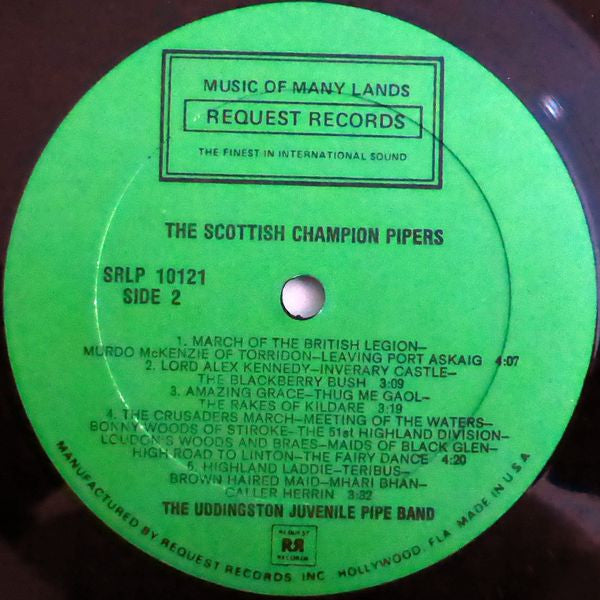 MUSIC OF MANY LANDS
REQUEST RECORDS
THE FINEST IN INTERNATIONAL SOUND
THE SCOTTISH CHAMPION PIPERS
SRLP 10121
SIDE 2
1. MARCH OF THE BRITISH LEGION—
MURDO McKENZIE OF TORRIDON—LEAVING PORT ASKAIG 4:07
2. LORD ALEX KENNEDY—INVERARY CASTLE—
THE BLACKBERRY BUSH 3:09
3. AMAZING GRACE—THUG ME GAOL—
THE RAKES OF KILDARE 3:19
4. THE CRUSADERS MARCH—MEETING OF THE WATERS—
BONNY WOODS OF STIROKE—THE 51st HIGHLAND DIVISION—
LOUDON'S WOODS AND BRAES—MAIDS OF BLACK GLEN—
HIGH ROAD TO LINTON—THE FAIRY DANCE 4:20
5. HIGHLAND LADDIE—TERIBUS—
BROWN HAIRED MAID—MHARI BHAN—
CALLER HERRIN 3:32
THE UDDINGSTON JUVENILE PIPE BAND
REQUEST
RR
RECORDS
MANUFACTURED BY REQUEST RECORDS, INC. HOLLYWOOD, FLA. MADE IN U.S.A.